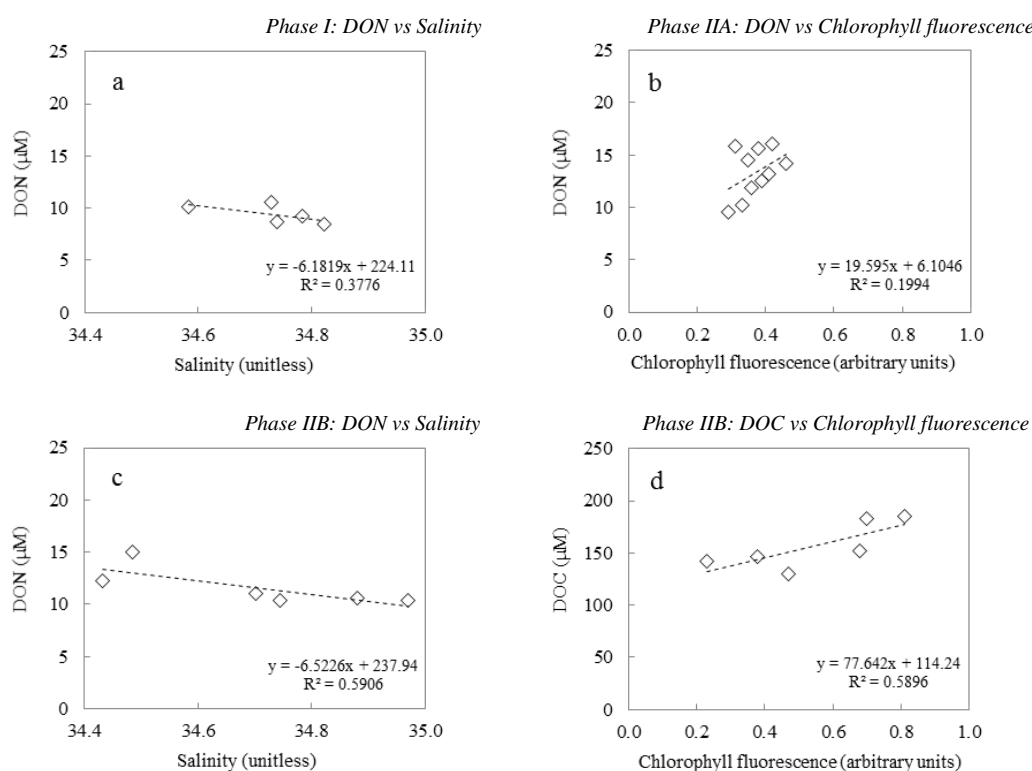 Phase I: DON vs Salinity
25
20
15
10
5
0
DON (µM)
a
y = -6.1819x + 224.11
R² = 0.3776
34.4 34.6 34.8 35.0
Salinity (unitless)
Phase IIA: DON vs Chlorophyll fluorescence
25
20
15
10
5
0
DON (µM)
b
y = 19.595x + 6.1046
R² = 0.1994
0.0 0.2 0.4 0.6 0.8 1.0
Chlorophyll fluorescence (arbitrary units)
Phase IIB: DON vs Salinity
25
20
15
10
5
0
DON (µM)
c
y = -6.5226x + 237.94
R² = 0.5906
34.4 34.6 34.8 35.0
Salinity (unitless)
Phase IIB: DOC vs Chlorophyll fluorescence
250
200
150
100
50
0
DOC (µM)
d
y = 77.642x + 114.24
R² = 0.5896
0.0 0.2 0.4 0.6 0.8 1.0
Chlorophyll fluorescence (arbitrary units)